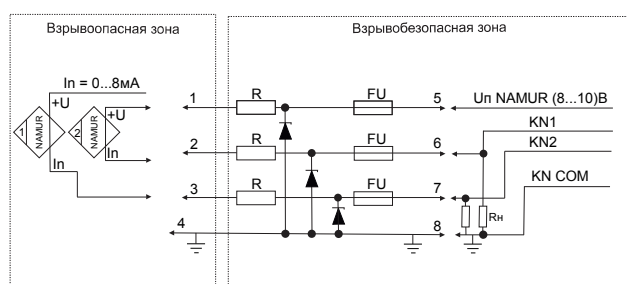 Взрывоопасная зона
Взрывобезопасная зона
In = 0...8мА
+U
+U
1
NAMUR
2
NAMUR
In
In
1
R
FU
5
Uп NAMUR (8...10)В
KN1
2
R
FU
6
KN2
3
R
FU
7
KN COM
4
8
Rн